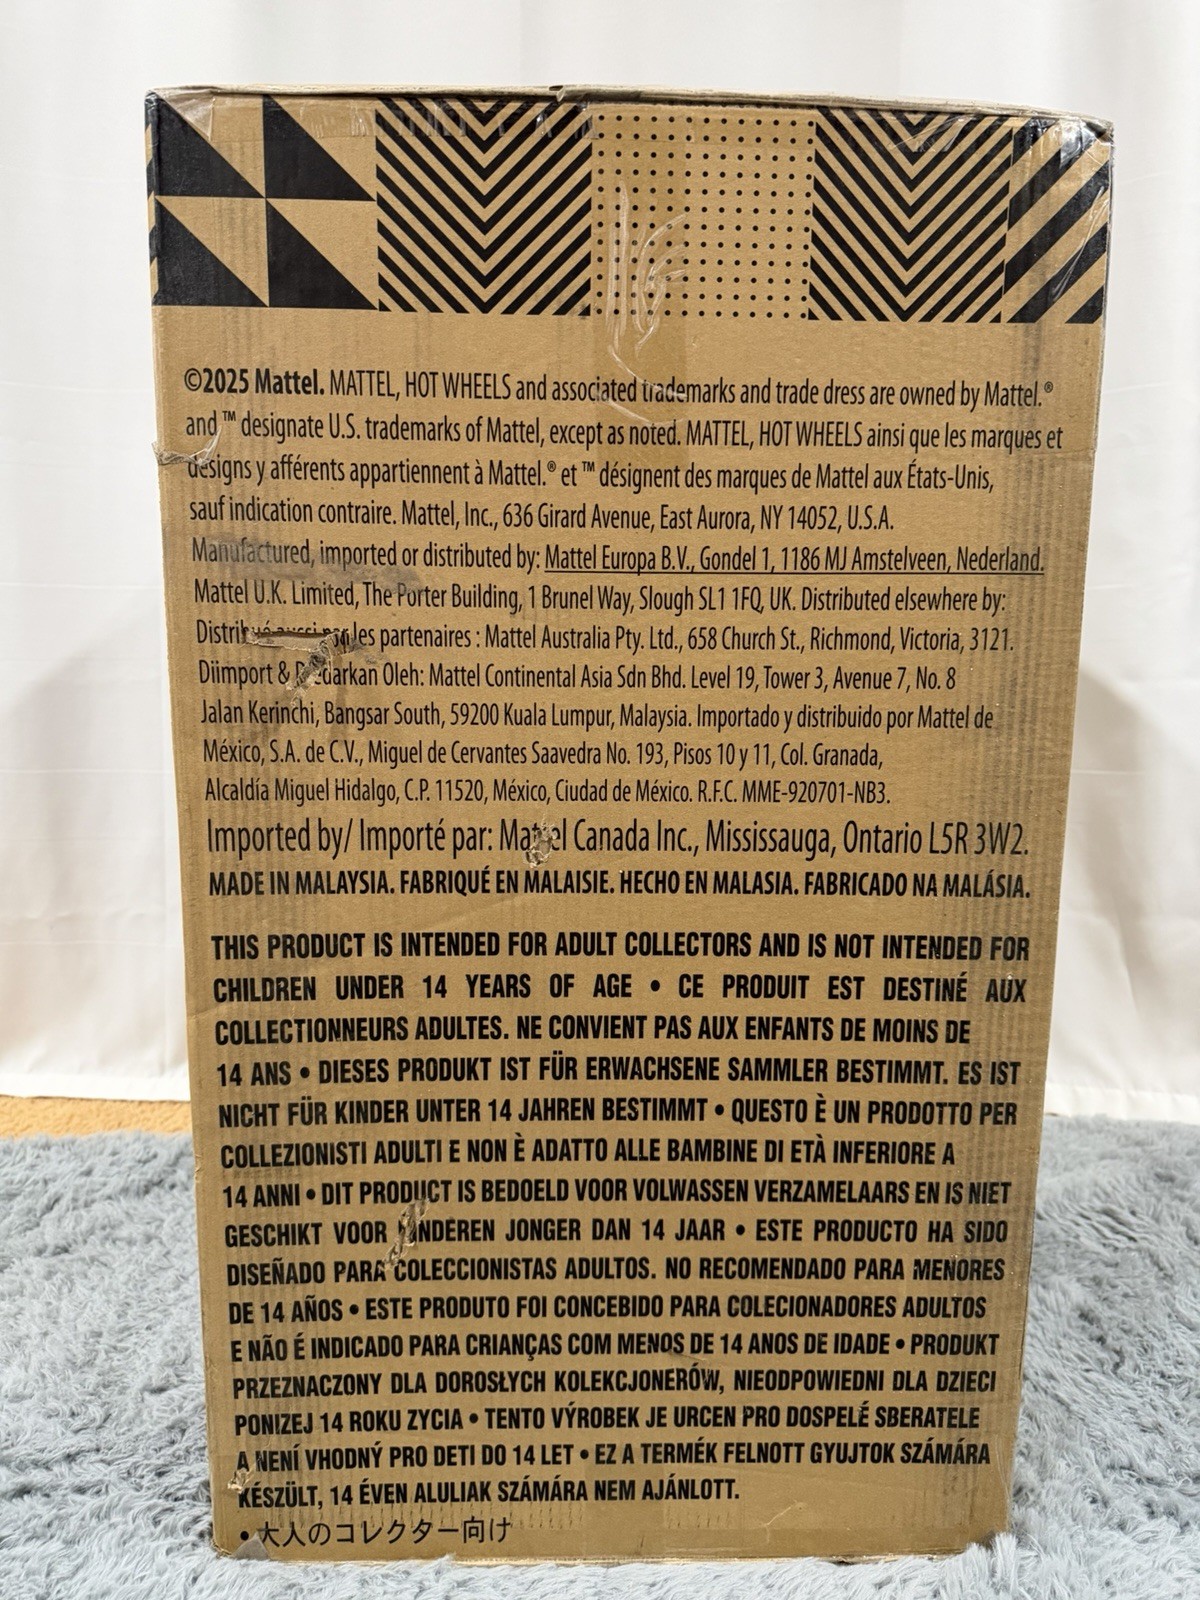 ©2025 Mattel. MATTEL, HOT WHEELS and associated trademarks and trade dress are owned by Mattel.®
and ™ designate U.S. trademarks of Mattel, except as noted. MATTEL, HOT WHEELS ainsi que les marques et
designs y afférents appartiennent à Mattel.® et ™ désignent des marques de Mattel aux États-Unis,
sauf indication contraire. Mattel, Inc., 636 Girard Avenue, East Aurora, NY 14052, U.S.A.
Manufactured, imported or distributed by: Mattel Europa B.V., Gondel 1, 1186 MJ Amstelveen, Nederland.
Mattel U.K. Limited, The Porter Building, 1 Brunel Way, Slough SL1 1FQ, UK. Distributed elsewhere by:
Distribué aussi par les partenaires : Mattel Australia Pty. Ltd., 658 Church St., Richmond, Victoria, 3121.
Diimport & Diedarkan Oleh: Mattel Continental Asia Sdn Bhd. Level 19, Tower 3, Avenue 7, No. 8
Jalan Kerinchi, Bangsar South, 59200 Kuala Lumpur, Malaysia. Importado y distribuido por Mattel de
México, S.A. de C.V., Miguel de Cervantes Saavedra No. 193, Pisos 10 y 11, Col. Granada,
Alcaldía Miguel Hidalgo, C.P. 11520, México, Ciudad de México. R.F.C. MME-920701-NB3.
Imported by/ Importé par: Mattel Canada Inc., Mississauga, Ontario L5R 3W2.
MADE IN MALAYSIA. FABRIQUÉ EN MALAISIE. HECHO EN MALASIA. FABRICADO NA MALÁSIA.
THIS PRODUCT IS INTENDED FOR ADULT COLLECTORS AND IS NOT INTENDED FOR
CHILDREN UNDER 14 YEARS OF AGE • CE PRODUIT EST DESTINÉ AUX
COLLECTIONNEURS ADULTES. NE CONVIENT PAS AUX ENFANTS DE MOINS DE
14 ANS • DIESES PRODUKT IST FÜR ERWACHSENE SAMMLER BESTIMMT. ES IST
NICHT FÜR KINDER UNTER 14 JAHREN BESTIMMT • QUESTO È UN PRODOTTO PER
COLLEZIONISTI ADULTI E NON È ADATTO ALLE BAMBINE DI ETÀ INFERIORE A
14 ANNI • DIT PRODUCT IS BEDOELD VOOR VOLWASSEN VERZAMELAARS EN IS NIET
GESCHIKT VOOR KINDEREN JONGER DAN 14 JAAR • ESTE PRODUCTO HA SIDO
DISEÑADO PARA COLECCIONISTAS ADULTOS. NO RECOMENDADO PARA MENORES
DE 14 AÑOS • ESTE PRODUTO FOI CONCEBIDO PARA COLECIONADORES ADULTOS
E NÃO É INDICADO PARA CRIANÇAS COM MENOS DE 14 ANOS DE IDADE • PRODUKT
PRZEZNACZONY DLA DOROSŁYCH KOLEKCJONERÓW, NIEODPOWIEDNI DLA DZIECI
PONIZEJ 14 ROKU ZYCIA • TENTO VÝROBEK JE URCEN PRO DOSPELÉ SBERATELE
A NENÍ VHODNÝ PRO DETI DO 14 LET • EZ A TERMÉK FELNOTT GYUJTOK SZÁMÁRA
KÉSZÜLT, 14 ÉVEN ALULIAK SZÁMÁRA NEM AJÁNLOTT.
• 大人のコレクター向け